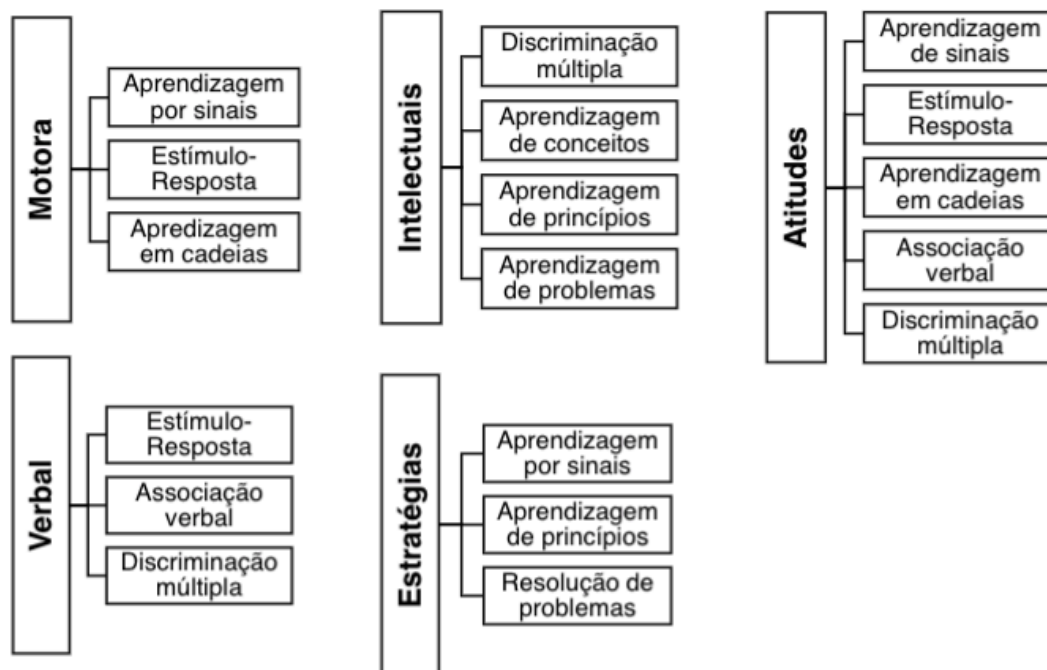 Motora
Aprendizagem
por sinais
Estímulo-
Resposta
Apredizagem
em cadeias
Intelectuais
Discriminação
múltipla
Aprendizagem
de conceitos
Aprendizagem
de princípios
Aprendizagem
de problemas
Atitudes
Aprendizagem
de sinais
Estímulo-
Resposta
Aprendizagem
em cadeias
Associação
verbal
Discriminação
múltipla
Verbal
Estímulo-
Resposta
Associação
verbal
Discriminação
múltipla
Estratégias
Aprendizagem
por sinais
Aprendizagem
de princípios
Resolução de
problemas